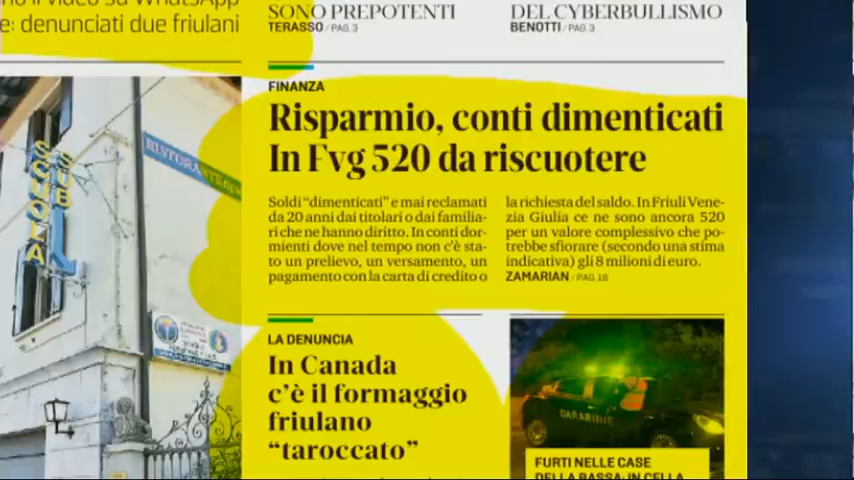 WhatsApp
e: denunciati due friulani
SONO PREPOTENTI
TERASSO / PAG. 3
DEL CYBERBULLISMO
BENOTTI / PAG. 3
FINANZA
Risparmio, conti dimenticati
In Fvg 520 da riscuotere
Soldi “dimenticati” e mai reclamati
da 20 anni dai titolari o dai familia-
ri che ne hanno diritto. In conti dor-
mienti dove nel tempo non c’è sta-
to un prelievo, un versamento, un
pagamento con la carta di credito o
la richiesta del saldo. In Friuli Vene-
zia Giulia ce ne sono ancora 520
per un valore complessivo che po-
trebbe sfiorare (secondo una stima
indicativa) gli 8 milioni di euro.
ZAMARIAN / PAG. 18
SCUOLA
SUB
RISTORANTE
LA DENUNCIA
In Canada
c’è il formaggio
friulano
“taroccato”
CARABINIERI
FURTI NELLE CASE
DELLA BASSA: IN CELLA